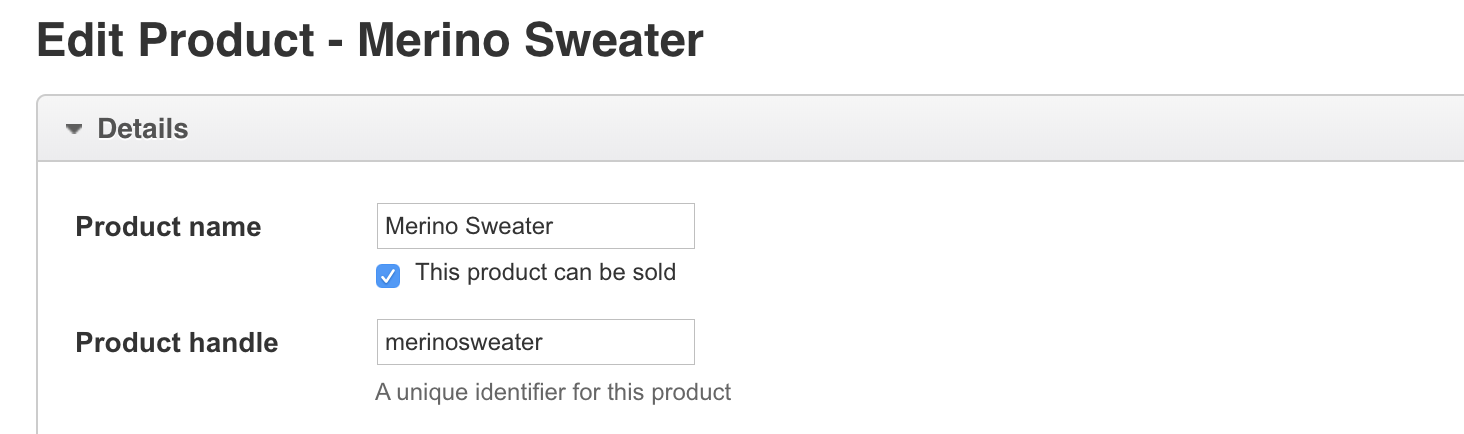 Edit Product - Merino Sweater
Details
Product name
Merino Sweater
This product can be sold
Product handle
merinosweater
A unique identifier for this product